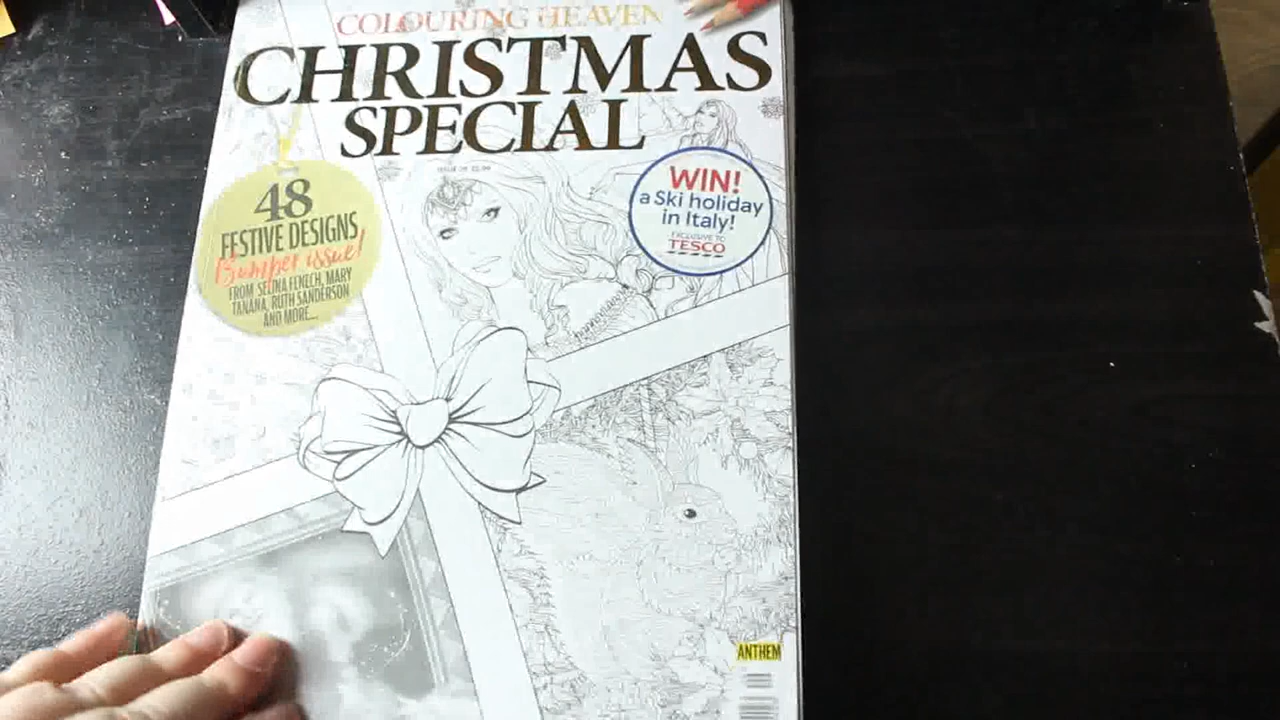 COLOURING HEAVEN
CHRISTMAS
SPECIAL
48
FESTIVE DESIGNS
Bumper issue!
FROM SELINA FENECH, MARY
TANANA, RUTH SANDERSON
AND MORE...
WIN!
a Ski holiday
in Italy!
EXCLUSIVE TO
TESCO
ANTHEM